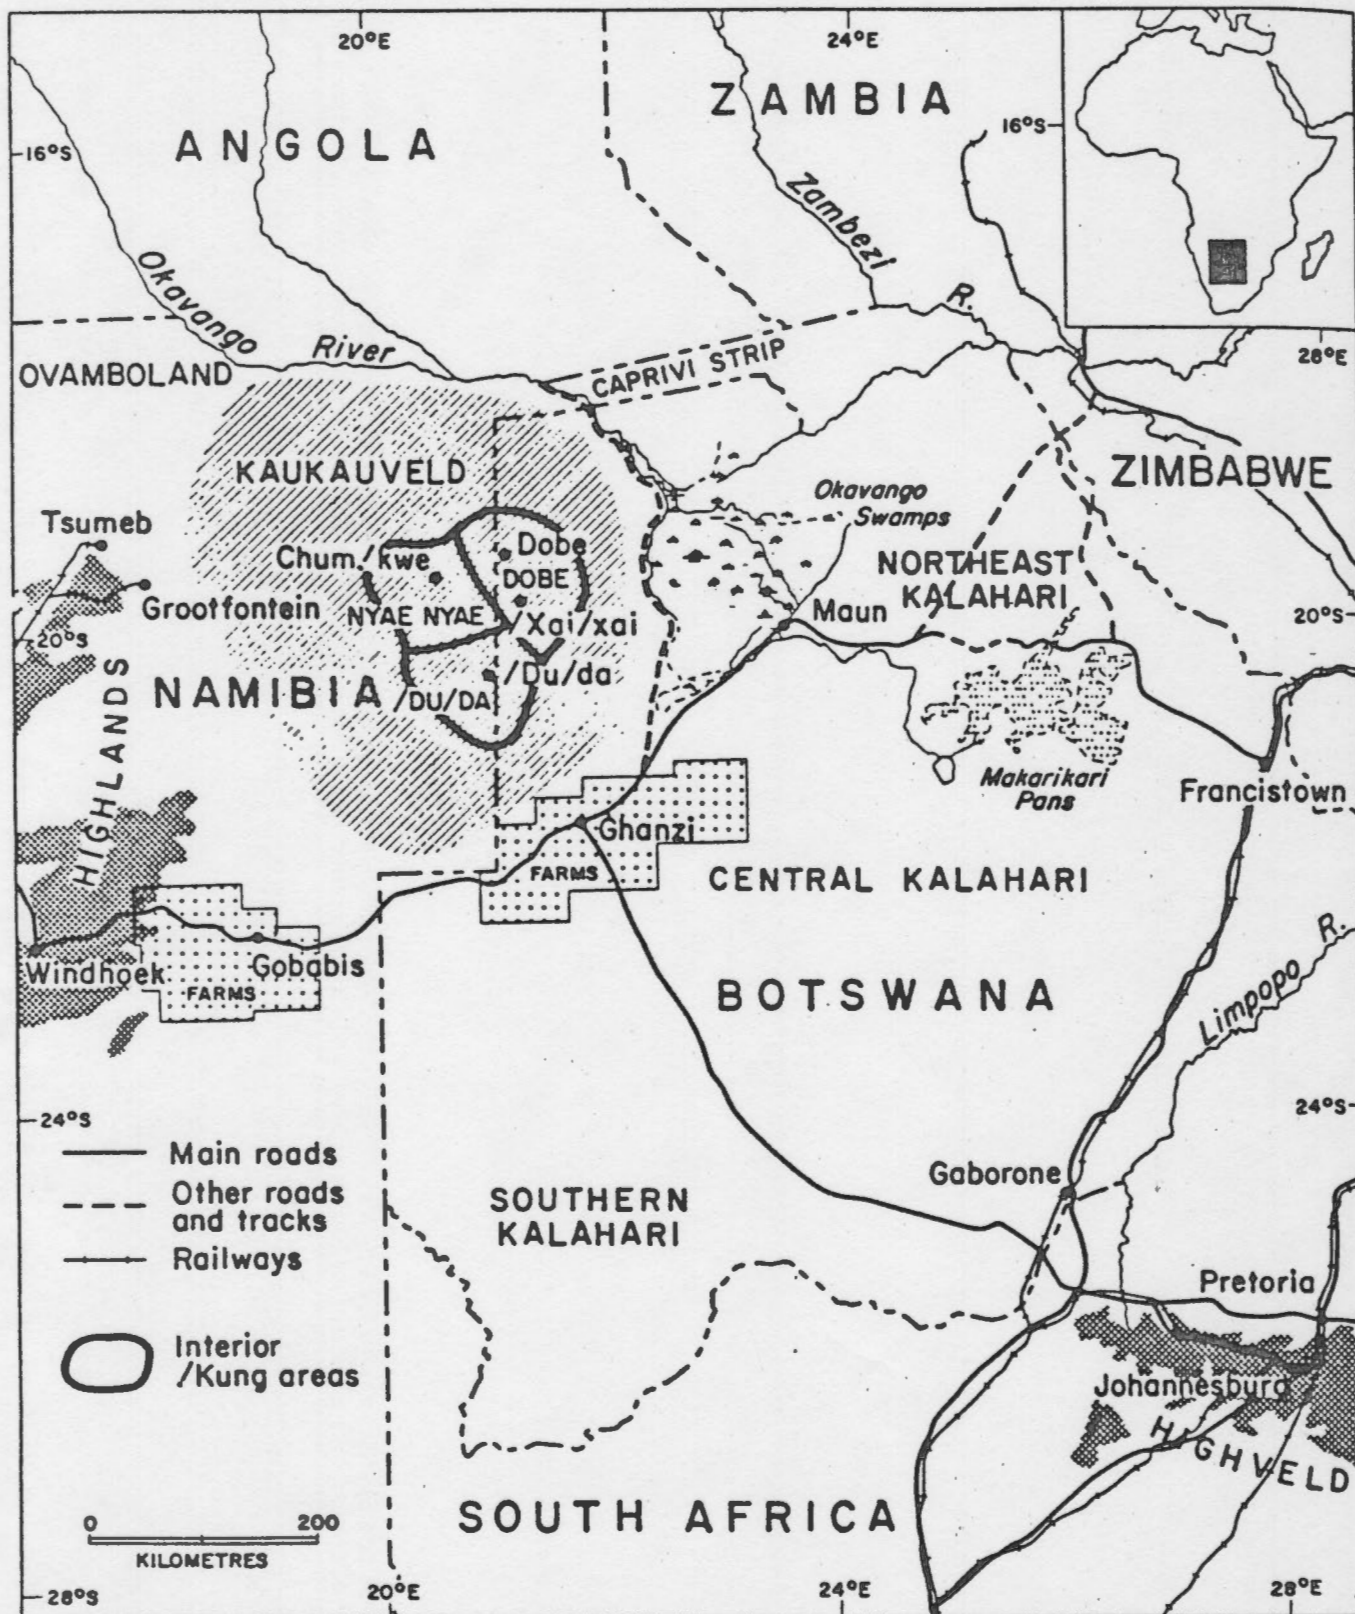 20°E
24°E
ZAMBIA
ANGOLA
16°S
16°S
Zambezi
R.
Okavango
River
28°E
OVAMBOLAND
CAPRIVI STRIP
KAUKAUVELD
ZIMBABWE
Okavango
Swamps
Tsumeb
Chum./kwe
Dobe
DOBE
NORTHEAST
KALAHARI
Grootfontein
NYAE NYAE
/Xai/xai
Maun
20°S
20°S
/Du/da
NAMIBIA
/DU/DA
HIGHLANDS
Makarikari
Pans
Francistown
Ghanzi
FARMS
CENTRAL KALAHARI
Windhoek
Gobabis
FARMS
BOTSWANA
Limpopo
R.
24°S
24°S
Main roads
Other roads
and tracks
Railways
Interior
!Kung areas
Gaborone
SOUTHERN
KALAHARI
Pretoria
Johannesburg
HIGHVELD
SOUTH AFRICA
0 200
KILOMETRES
28°S
20°E
24°E
28°E